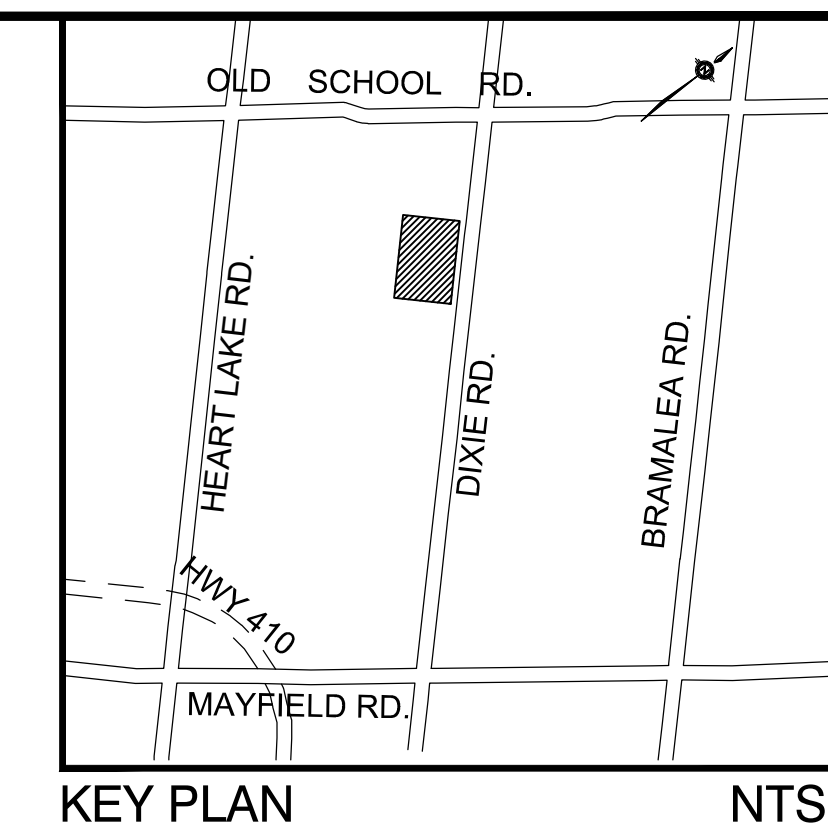 OLD SCHOOL RD.
N
HEART LAKE RD.
DIXIE RD.
BRAMALEA RD.
HWY 410
MAYFIELD RD.
KEY PLAN NTS